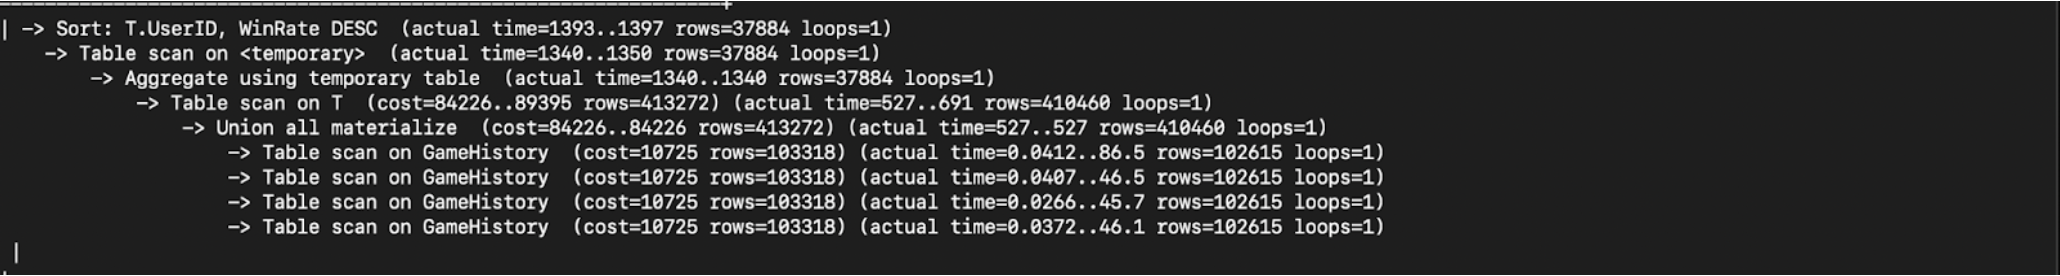 | -> Sort: T.UserID, WinRate DESC  (actual time=1393..1397 rows=37884 loops=1)
    -> Table scan on <temporary>  (actual time=1340..1350 rows=37884 loops=1)
        -> Aggregate using temporary table  (actual time=1340..1340 rows=37884 loops=1)
            -> Table scan on T  (cost=84226..89395 rows=413272) (actual time=527..691 rows=410460 loops=1)
                -> Union all materialize  (cost=84226..84226 rows=413272) (actual time=527..527 rows=410460 loops=1)
                    -> Table scan on GameHistory  (cost=10725 rows=103318) (actual time=0.0412..86.5 rows=102615 loops=1)
                    -> Table scan on GameHistory  (cost=10725 rows=103318) (actual time=0.0407..46.5 rows=102615 loops=1)
                    -> Table scan on GameHistory  (cost=10725 rows=103318) (actual time=0.0266..45.7 rows=102615 loops=1)
                    -> Table scan on GameHistory  (cost=10725 rows=103318) (actual time=0.0372..46.1 rows=102615 loops=1)
 |